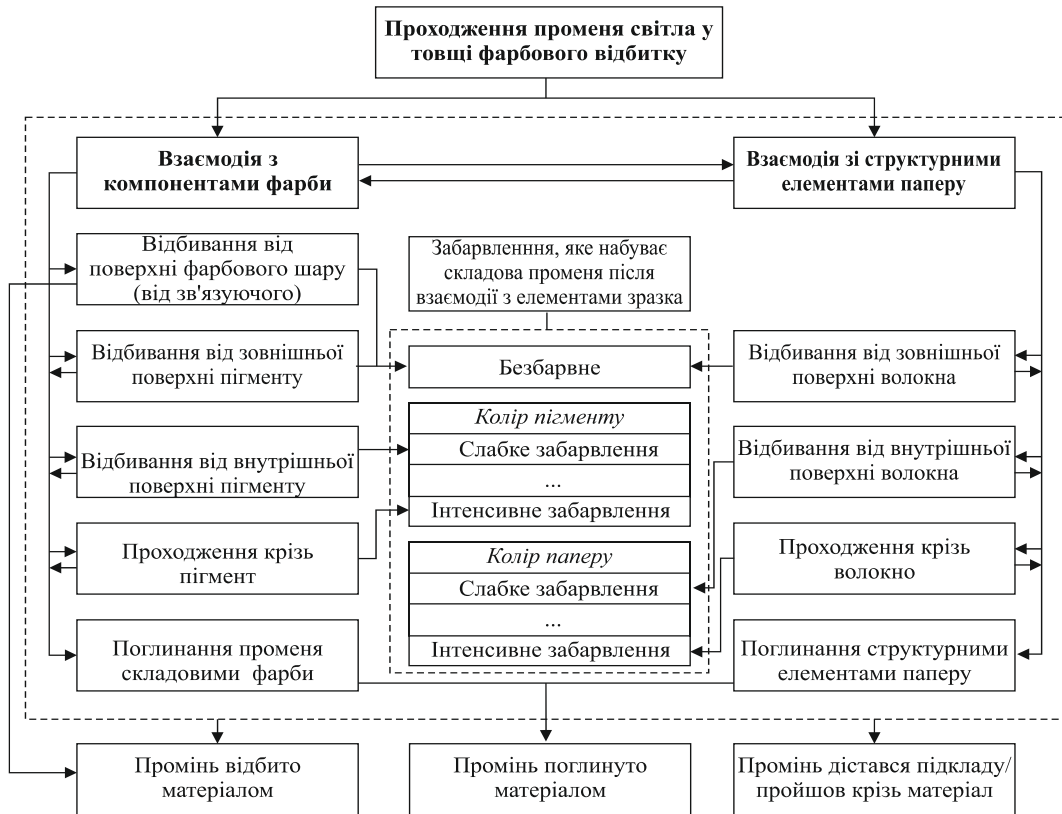 Проходження променя світла у
товщі фарбового відбитку
Взаємодія з
компонентами фарби
Взаємодія зі структурними
елементами паперу
Відбивання від
поверхні фарбового шару
(від зв'язуючого)
Забарвленння, яке набуває
складова променя після
взаємодії з елементами зразка
Відбивання від зовнішньої
поверхні пігменту
Безбарвне
Відбивання від зовнішньої
поверхні волокна
Колір пігменту
Слабке забарвлення
...
Інтенсивне забарвлення
Відбивання від внутрішньої
поверхні пігменту
Відбивання від внутрішньої
поверхні волокна
Проходження крізь
пігмент
Колір паперу
Слабке забарвлення
...
Інтенсивне забарвлення
Проходження крізь
волокно
Поглинання променя
складовими фарби
Поглинання структурними
елементами паперу
Промінь відбито
матеріалом
Промінь поглинуто
матеріалом
Промінь дістався підкладу/
пройшов крізь матеріал